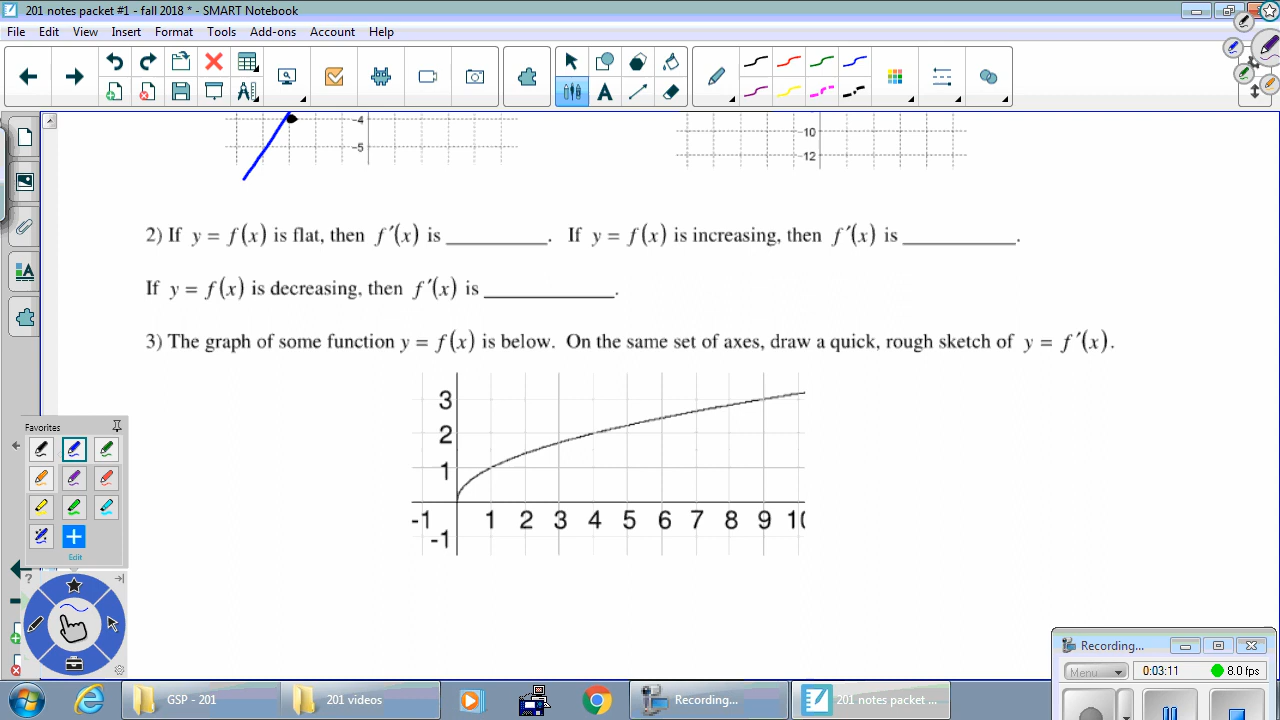 201 notes packet #1 - fall 2018 * - SMART Notebook
File Edit View Insert Format Tools Add-ons Account Help
-4
-5
-10
-12
2) If y = f(x) is flat, then f′(x) is __________. If y = f(x) is increasing, then f′(x) is ___________.
If y = f(x) is decreasing, then f′(x) is _____________.
3) The graph of some function y = f(x) is below. On the same set of axes, draw a quick, rough sketch of y = f′(x).
3
2
1
-1 1 2 3 4 5 6 7 8 9 10
-1
Favorites
Edit
?
Recording...
Menu 0:03:11 8.0 fps
GSP - 201 201 videos Recording... 201 notes packet ...